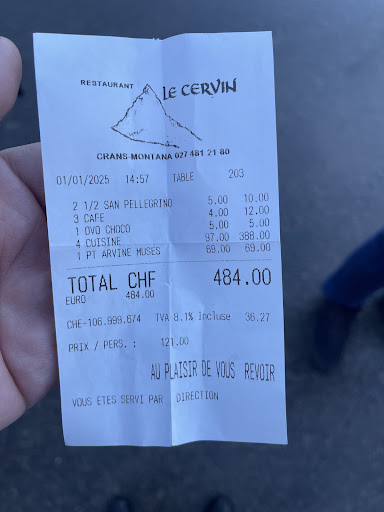 RESTAURANT LE CERVIN
CRANS-MONTANA 027 481 21 80
01/01/2025 14:57 TABLE 203
2 1/2 SAN PELLEGRINO 5.00 10.00
3 CAFE 4.00 12.00
1 OVO CHOCO 5.00 5.00
4 CUISINE 97.00 388.00
1 PT ARVINE MUSES 69.00 69.00
TOTAL CHF 484.00
EURO 484.00
CHE-106.999.674 TVA 8.1% Incluse 36.27
PRIX / PERS. : 121.00
AU PLAISIR DE VOUS REVOIR
VOUS ETES SERVI PAR DIRECTION